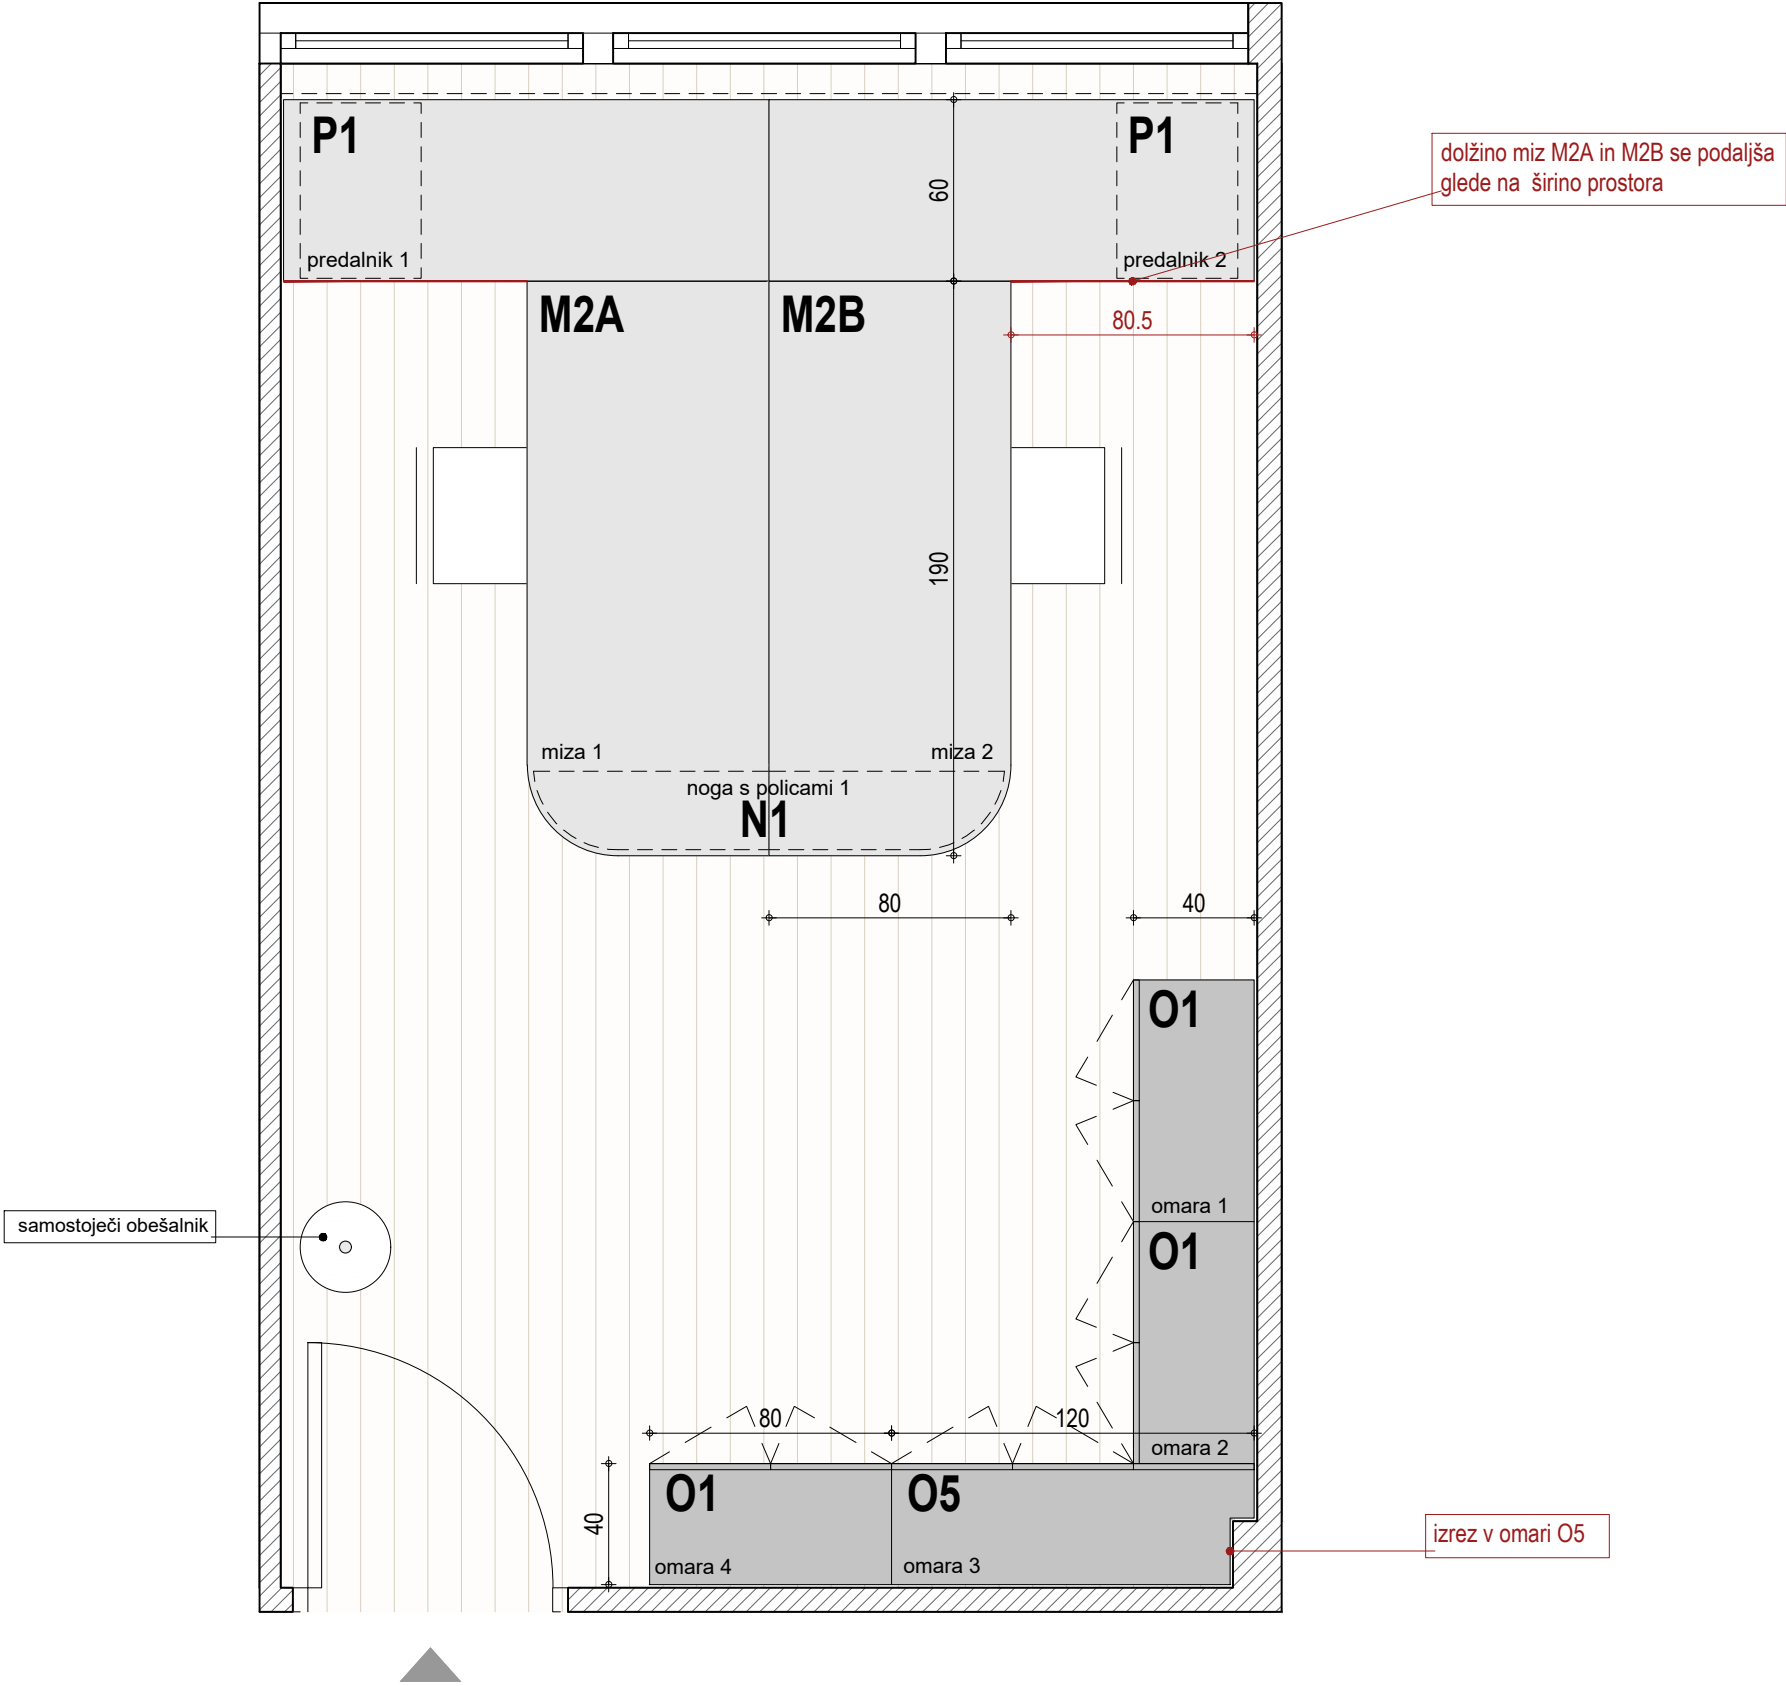 P1
P1
dolžino miz M2A in M2B se podaljša
glede na širino prostora
60
predalnik 1
predalnik 2
M2A
M2B
80.5
190
miza 1
miza 2
noga s policami 1
N1
80
40
O1
omara 1
samostoječi obešalnik
O1
80
120
omara 2
O1
O5
40
izrez v omari O5
omara 4
omara 3